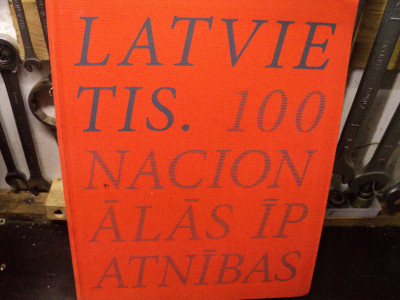 LATVIE
TIS. 100
NACION
ĀLĀS ĪP
ATNĪBAS